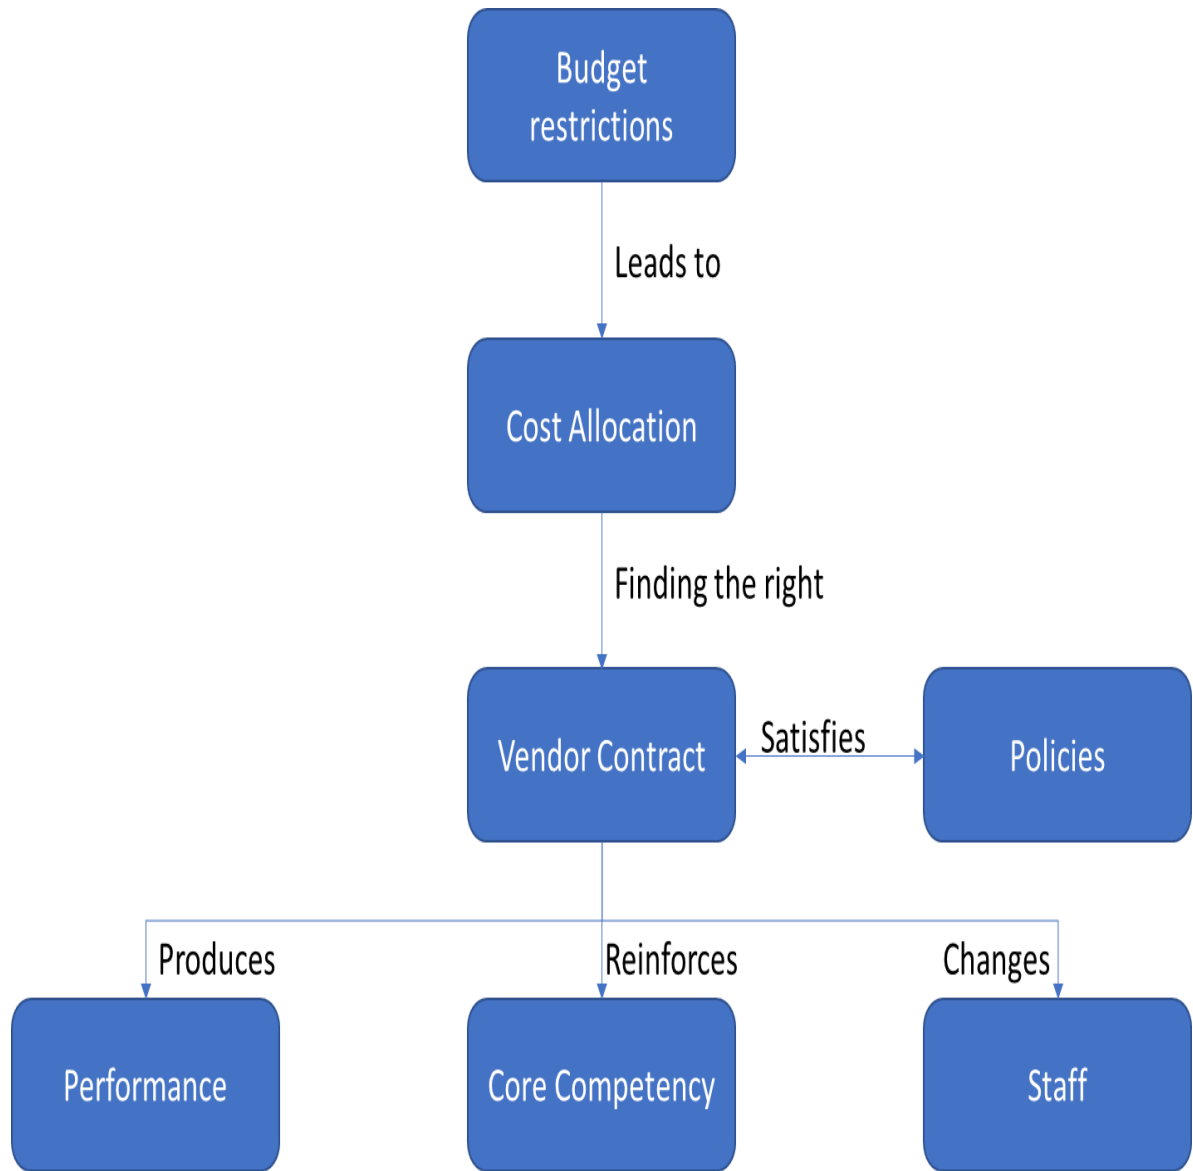 Budget
restrictions
Leads to
Cost Allocation
Finding the right
Vendor Contract
Satisfies
Policies
Produces
Reinforces
Changes
Performance
Core Competency
Staff